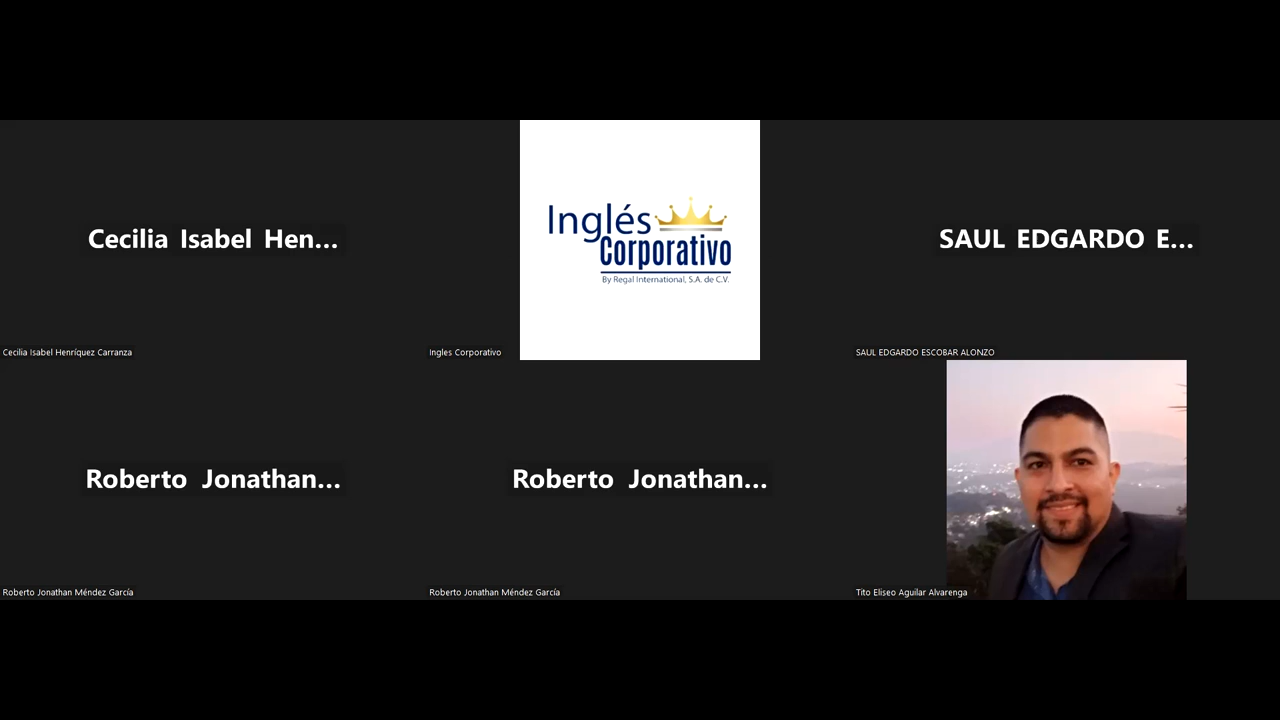 Cecilia Isabel Hen...
Cecilia Isabel Henríquez Carranza
Inglés
Corporativo
By Regal International, S.A. de C.V.
Ingles Corporativo
SAUL EDGARDO E...
SAUL EDGARDO ESCOBAR ALONZO
Roberto Jonathan...
Roberto Jonathan Méndez García
Roberto Jonathan...
Roberto Jonathan Méndez García
Tito Eliseo Aguilar Alvarenga